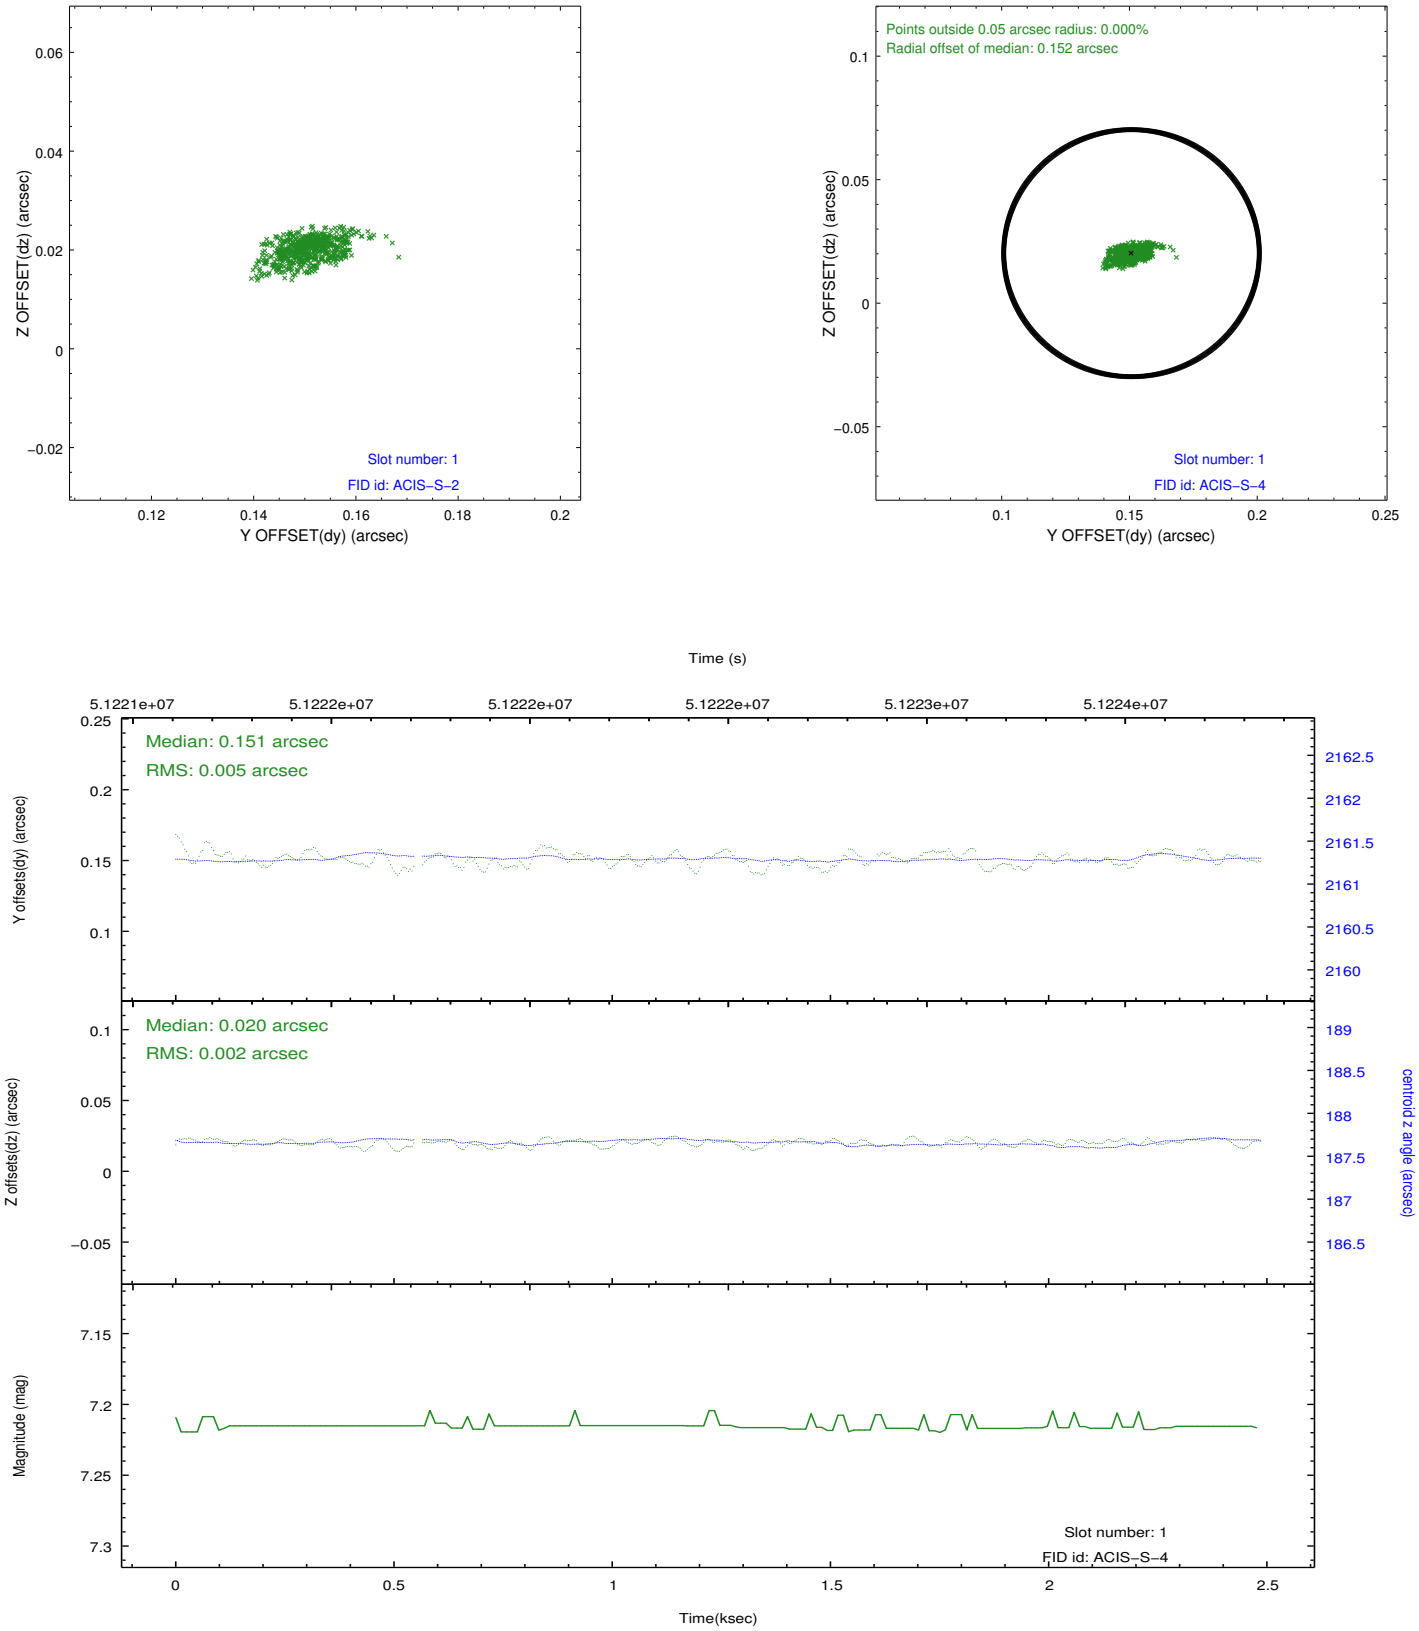 0.06
0.04
0.02
0
−0.02
Z OFFSET(dz) (arcsec)
Slot number: 1
FID id: ACIS−S−2
0.12 0.14 0.16 0.18 0.2
Y OFFSET(dy) (arcsec)
Points outside 0.05 arcsec radius: 0.000%
Radial offset of median: 0.152 arcsec
0.1
0.05
0
−0.05
Z OFFSET(dz) (arcsec)
Slot number: 1
FID id: ACIS−S−4
0.1 0.15 0.2 0.25
Y OFFSET(dy) (arcsec)
Time (s)
5.1221e+07 5.1222e+07 5.1222e+07 5.1222e+07 5.1223e+07 5.1224e+07
Median: 0.151 arcsec
RMS: 0.005 arcsec
0.25
0.2
0.15
0.1
Y offsets(dy) (arcsec)
2162.5
2162
2161.5
2161
2160.5
2160
Median: 0.020 arcsec
RMS: 0.002 arcsec
0.1
0.05
0
−0.05
Z offsets(dz) (arcsec)
189
188.5
188
187.5
187
186.5
centroid z angle (arcsec)
7.15
7.2
7.25
7.3
Magnitude (mag)
Slot number: 1
FID id: ACIS−S−4
0 0.5 1 1.5 2 2.5
Time(ksec)